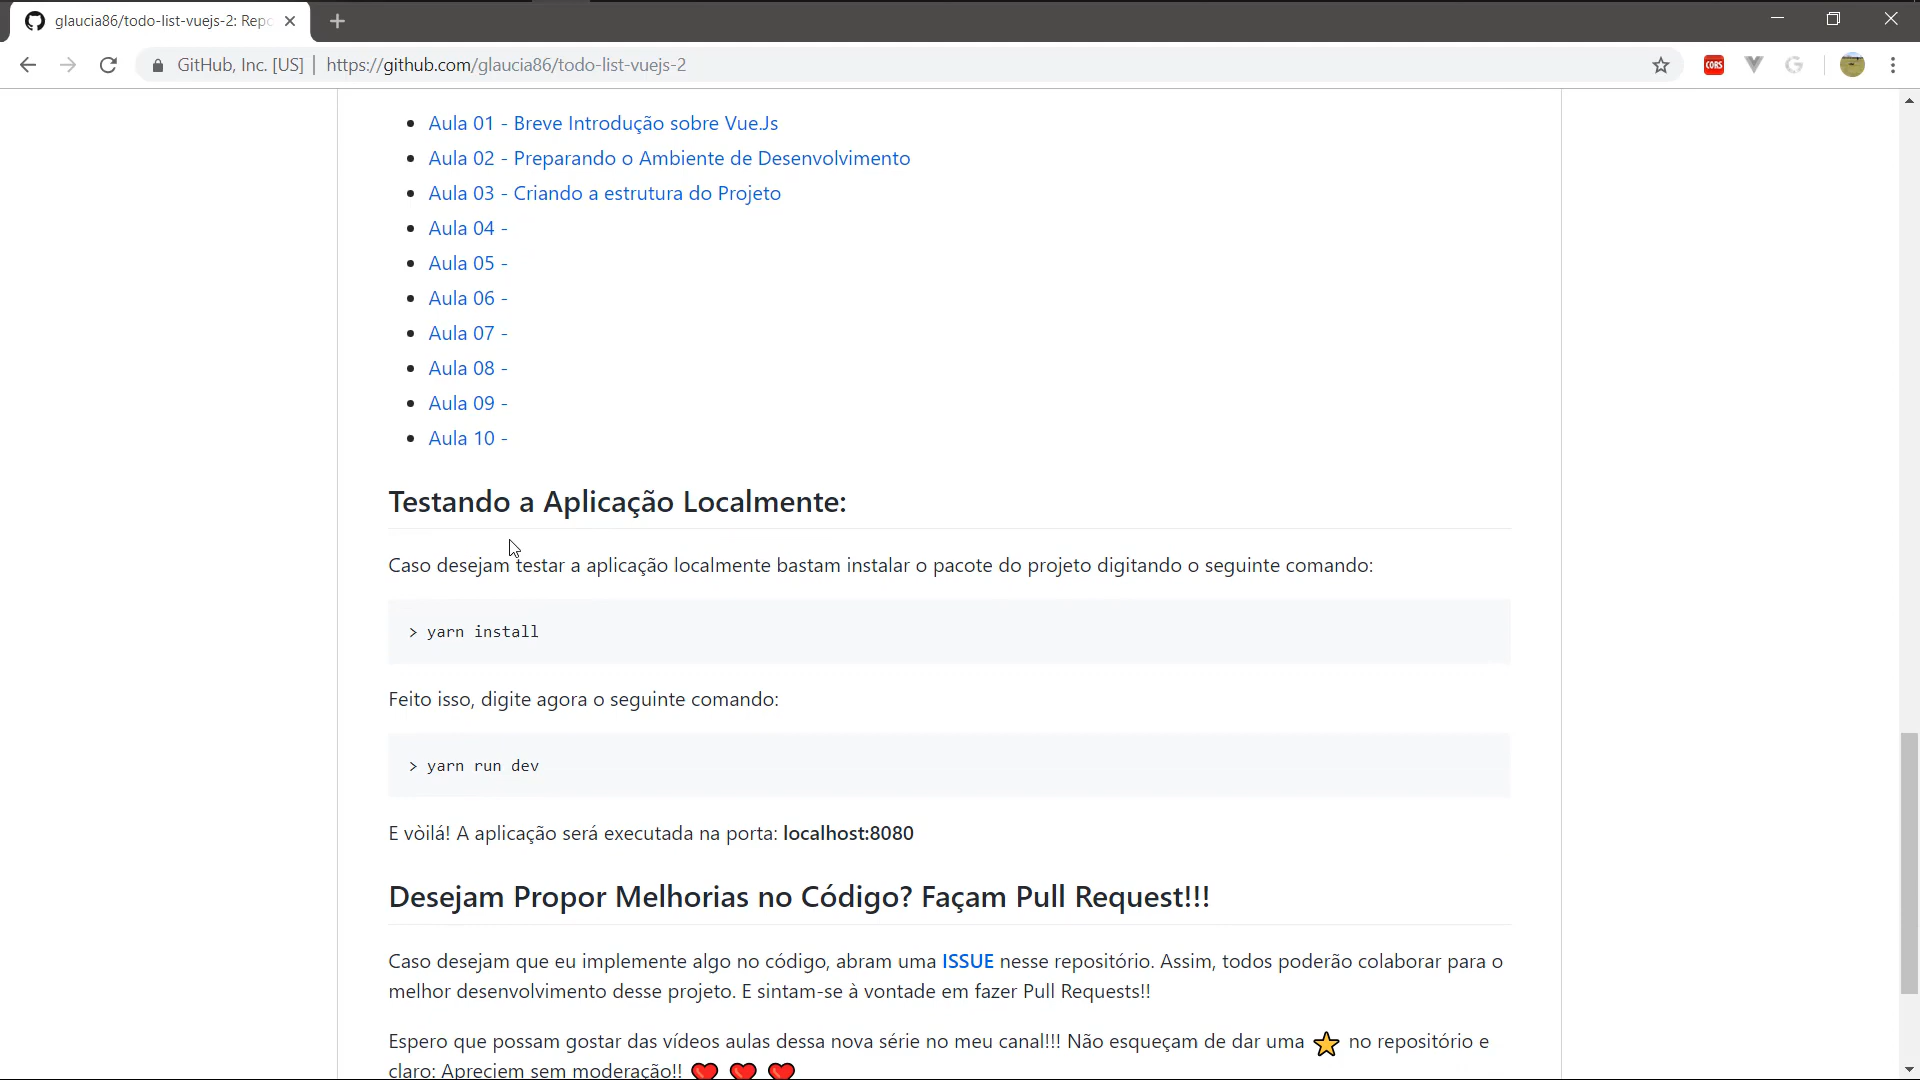 glaucia86/todo-list-vuejs-2: Repo
GitHub, Inc. [US] | https://github.com/glaucia86/todo-list-vuejs-2
CORS
Aula 01 - Breve Introdução sobre Vue.Js
Aula 02 - Preparando o Ambiente de Desenvolvimento
Aula 03 - Criando a estrutura do Projeto
Aula 04 -
Aula 05 -
Aula 06 -
Aula 07 -
Aula 08 -
Aula 09 -
Aula 10 -
Testando a Aplicação Localmente:
Caso desejam testar a aplicação localmente bastam instalar o pacote do projeto digitando o seguinte comando:
> yarn install
Feito isso, digite agora o seguinte comando:
> yarn run dev
E vòilá! A aplicação será executada na porta: localhost:8080
Desejam Propor Melhorias no Código? Façam Pull Request!!!
Caso desejam que eu implemente algo no código, abram uma ISSUE nesse repositório. Assim, todos poderão colaborar para o
melhor desenvolvimento desse projeto. E sintam-se à vontade em fazer Pull Requests!!
Espero que possam gostar das vídeos aulas dessa nova série no meu canal!!! Não esqueçam de dar uma ⭐ no repositório e
claro: Apreciem sem moderação!! ❤️ ❤️ ❤️